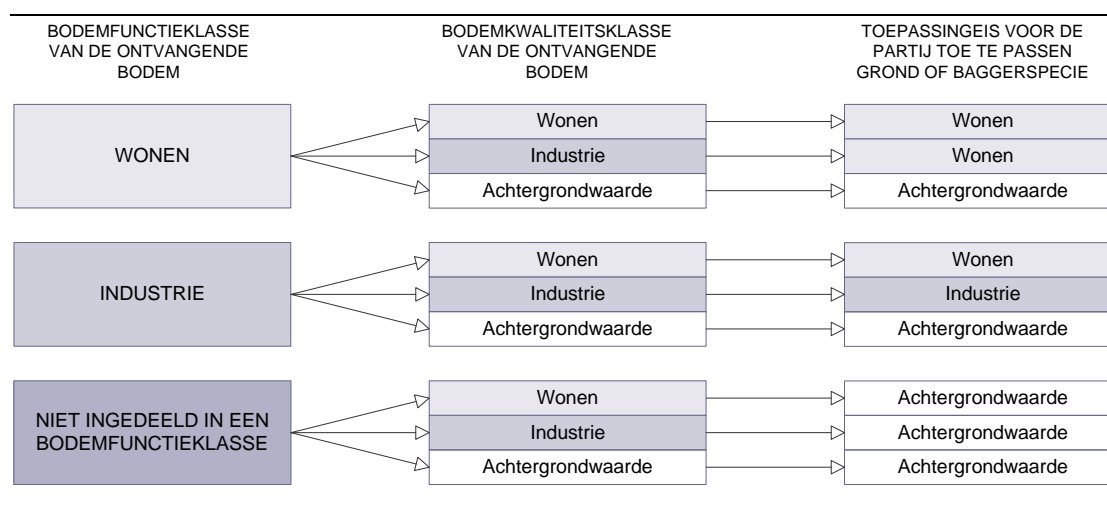 BODEMFUNCTIEKLASSE
VAN DE ONTVANGENDE
BODEM
BODEMKWALITEITSKLASSE
VAN DE ONTVANGENDE
BODEM
TOEPASSINGEIS VOOR DE
PARTIJ TOE TE PASSEN
GROND OF BAGGERSPECIE
WONEN
Wonen
Industrie
Achtergrondwaarde
Wonen
Wonen
Achtergrondwaarde
INDUSTRIE
Wonen
Industrie
Achtergrondwaarde
Wonen
Industrie
Achtergrondwaarde
NIET INGEDEELD IN EEN
BODEMFUNCTIEKLASSE
Wonen
Industrie
Achtergrondwaarde
Achtergrondwaarde
Achtergrondwaarde
Achtergrondwaarde